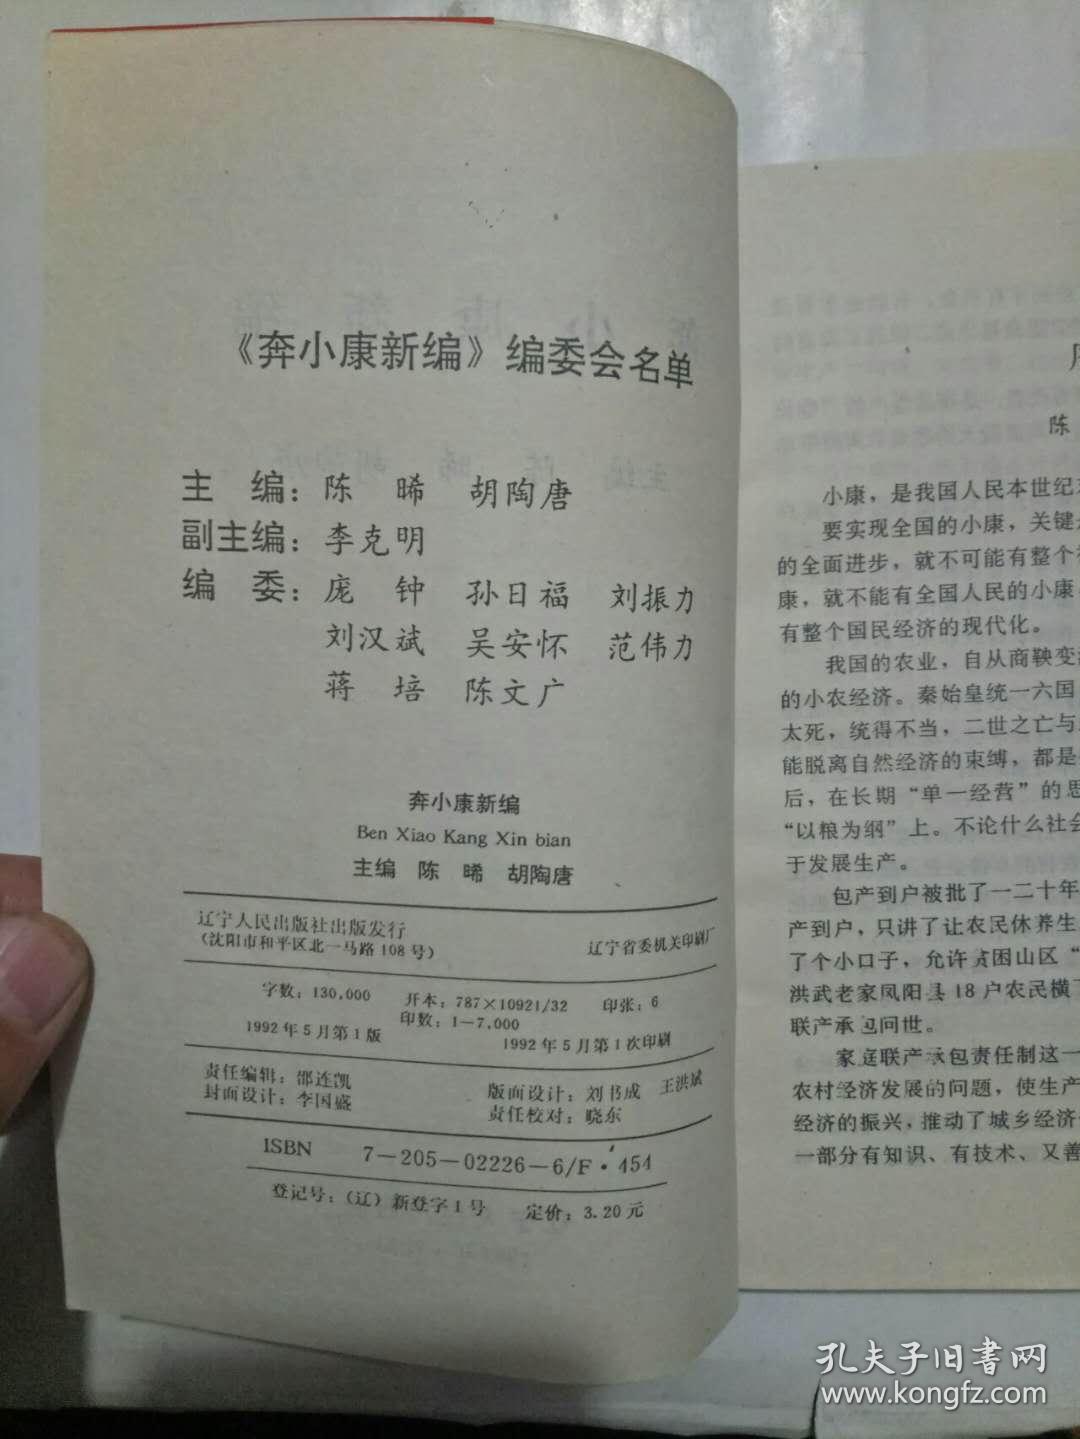 《奔小康新编》编委会名单
主 编：陈 晞 胡陶唐
副主编：李克明
编 委：庞 钟 孙日福 刘振力
刘汉斌 吴安怀 范伟力
蒋 培 陈文广
奔小康新编
Ben Xiao Kang Xin bian
主编 陈 晞 胡陶唐
辽宁人民出版社出版发行
（沈阳市和平区北一马路108号） 辽宁省委机关印刷厂
字数：130,000 开本：787×10921/32 印张：6
印数：1—7,000
1992年5月第1版 1992年5月第1次印刷
责任编辑：邵连凯 版面设计：刘书成 王洪斌
封面设计：李国盛 责任校对：晓东
ISBN 7—205—02226—6/F·454
登记号：（辽）新登字1号 定价：3.20元
陈
小康，是我国人民本世纪
要实现全国的小康，关键
的全面进步，就不可能有整个
康，就不能有全国人民的小康
有整个国民经济的现代化。
我国的农业，自从商鞅变
的小农经济。秦始皇统一六国
太死，统得不当，二世之亡与
能脱离自然经济的束缚，都是
后，在长期“单一经营”的思
“以粮为纲”上。不论什么社会
于发展生产。
包产到户被批了一二十年
产到户，只讲了让农民休养生
了个小口子，允许贫困山区“
洪武老家凤阳县18户农民横下
联产承包问世。
家庭联产承包责任制这一
农村经济发展的问题，使生产
经济的振兴，推动了城乡经济
一部分有知识、有技术、又善
孔夫子旧书网
www.kongfz.com